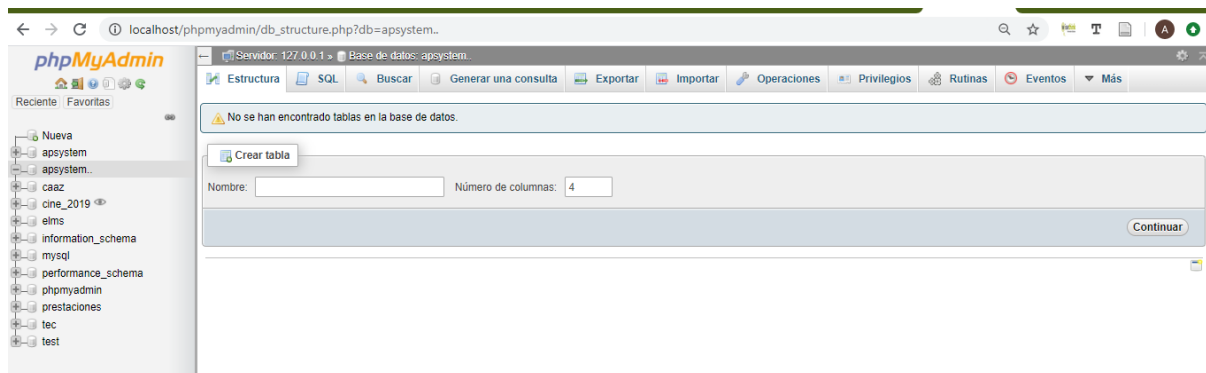 localhost/phpmyadmin/db_structure.php?db=apsystem..
A
phpMyAdmin
Reciente Favoritas
Nueva
apsystem
apsystem..
caaz
cine_2019
elms
information_schema
mysql
performance_schema
phpmyadmin
prestaciones
tec
test
Servidor: 127.0.0.1 » Base de datos: apsystem..
Estructura SQL Buscar Generar una consulta Exportar Importar Operaciones Privilegios Rutinas Eventos Más
No se han encontrado tablas en la base de datos.
Crear tabla
Nombre: Número de columnas: 4
Continuar